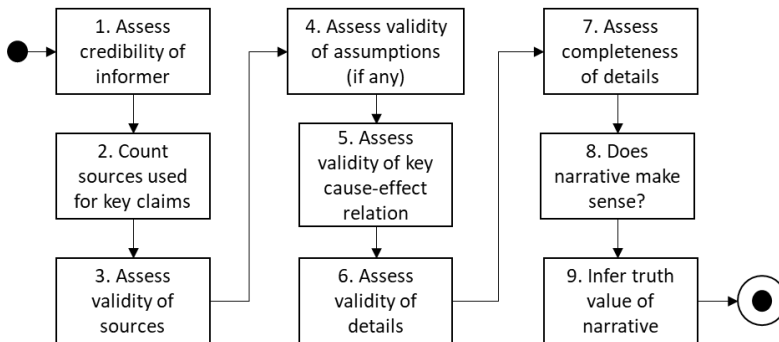 1. Assess
credibility of
informer
2. Count
sources used
for key claims
3. Assess
validity of
sources
4. Assess validity
of assumptions
(if any)
5. Assess
validity of key
cause-effect
relation
6. Assess
validity of
details
7. Assess
completeness
of details
8. Does
narrative make
sense?
9. Infer truth
value of
narrative